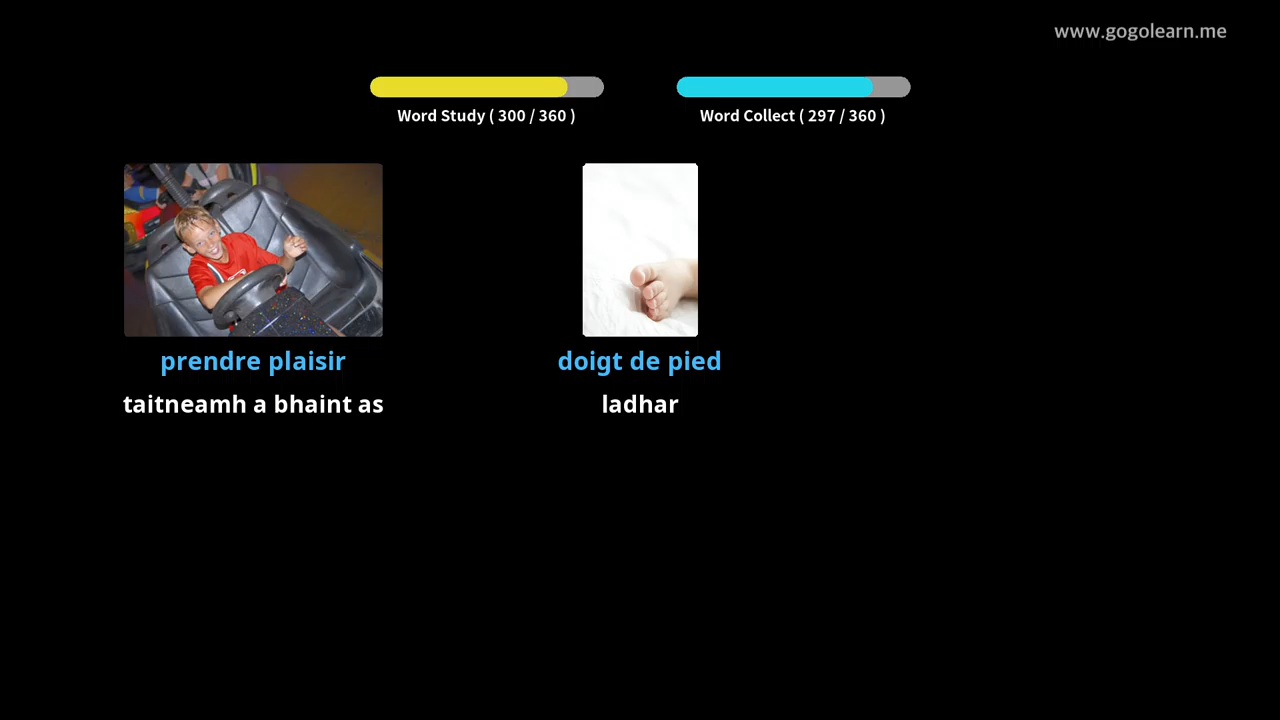 www.gogolearn.me
Word Study ( 300 / 360 )
Word Collect ( 297 / 360 )
prendre plaisir
doigt de pied
taitneamh a bhaint as
ladhar